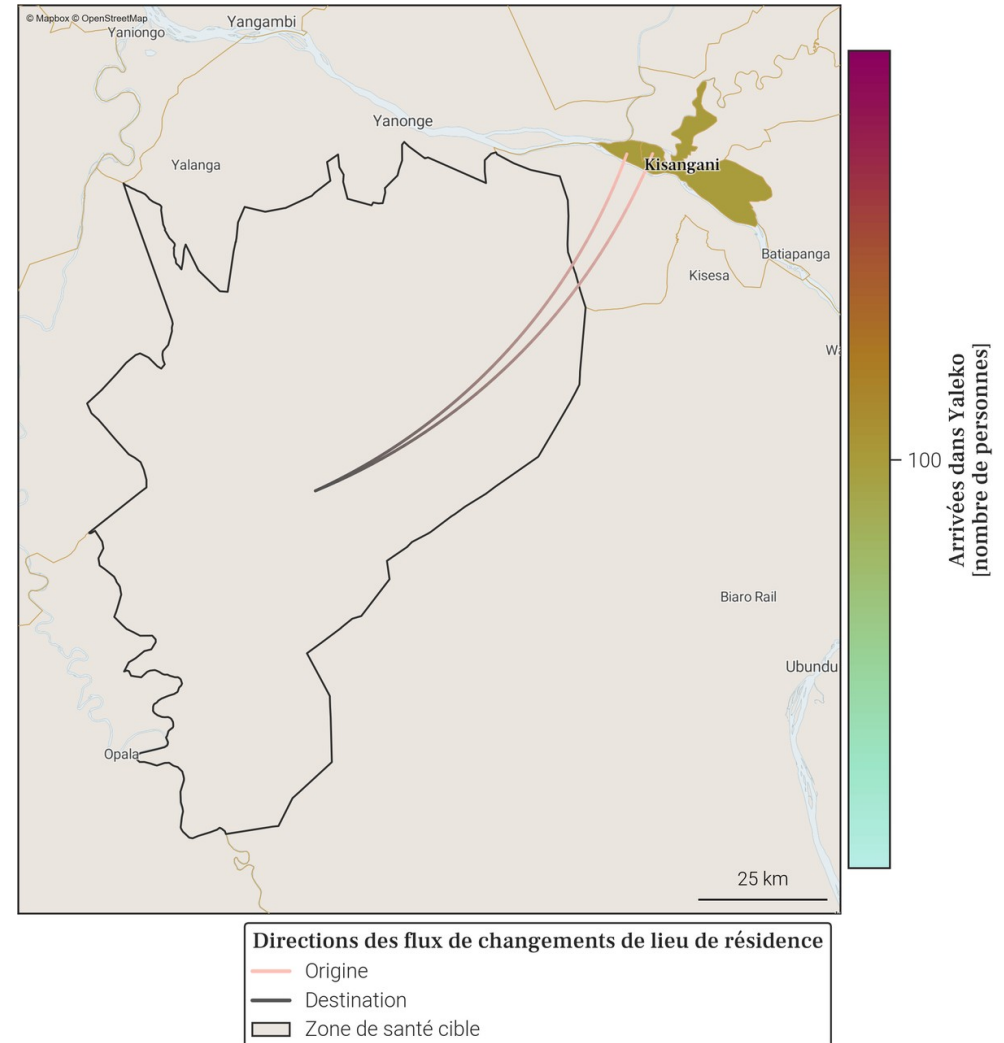 © Mapbox © OpenStreetMap
Yaniongo
Yangambi
Yanonge
Yalanga
Kisangani
Batiapanga
Kisesa
Wa
Biaro Rail
Ubundu
Opala
25 km
100
Arrivées dans Yaleko
[nombre de personnes]
Directions des flux de changements de lieu de résidence
Origine
Destination
Zone de santé cible